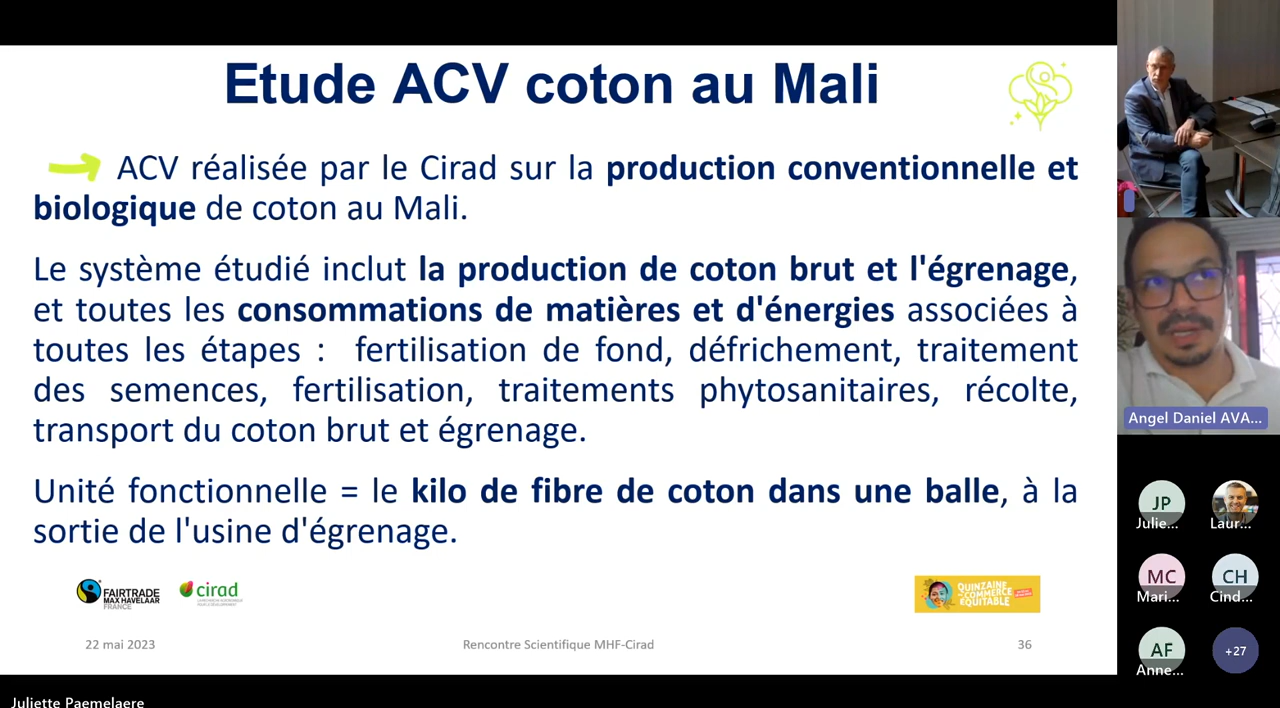 Etude ACV coton au Mali
ACV réalisée par le Cirad sur la production conventionnelle et
biologique de coton au Mali.
Le système étudié inclut la production de coton brut et l'égrenage,
et toutes les consommations de matières et d'énergies associées à
toutes les étapes : fertilisation de fond, défrichement, traitement
des semences, fertilisation, traitements phytosanitaires, récolte,
transport du coton brut et égrenage.
Unité fonctionnelle = le kilo de fibre de coton dans une balle, à la
sortie de l'usine d'égrenage.
FAIRTRADE
MAX HAVELAAR
FRANCE
cirad
QUINZAINE
DU COMMERCE
EQUITABLE
22 mai 2023
Rencontre Scientifique MHF-Cirad
36
Juliette Paemelaere
Angel Daniel AVA...
JP
Julie...
Laur...
MC
Mari...
CH
Cind...
AF
Anne...
+27